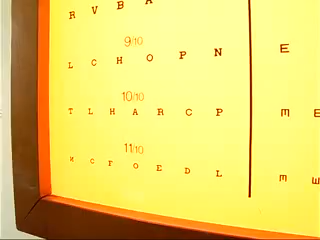 R V B A
9/10
L C H O P N E
10/10
T L H A R C P E E
11/10
K C F O E D L E E